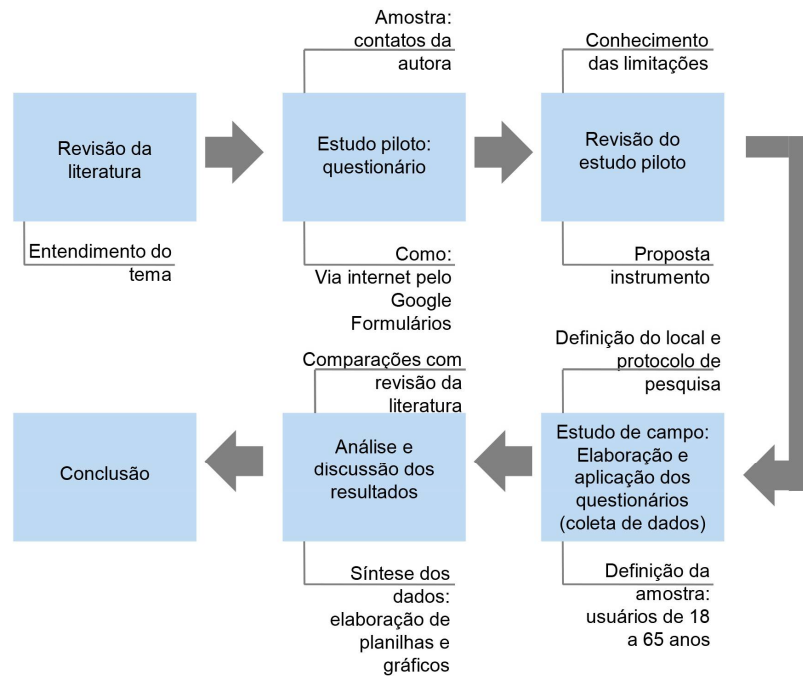 Amostra:
contatos da
autora
Conhecimento
das limitações
Revisão da
literatura
Estudo piloto:
questionário
Revisão do
estudo piloto
Entendimento do
tema
Como:
Via internet pelo
Google
Formulários
Proposta
instrumento
Definição do local e
protocolo de
pesquisa
Comparações com
revisão da
literatura
Estudo de campo:
Elaboração e
aplicação dos
questionários
(coleta de dados)
Análise e
discussão dos
resultados
Conclusão
Definição da
amostra:
usuários de 18
a 65 anos
Síntese dos
dados:
elaboração de
planilhas e
gráficos